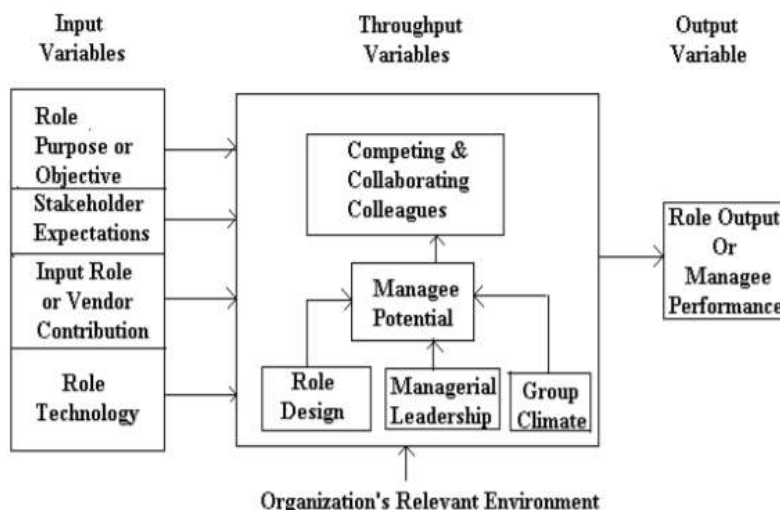 Input
Variables
Throughput
Variables
Output
Variable
Role
Purpose or
Objective
Stakeholder
Expectations
Input Role
or Vendor
Contribution
Role
Technology
Competing &
Collaborating
Colleagues
Managee
Potential
Role
Design
Managerial
Leadership
Group
Climate
Role Output
Or
Managee
Performance
Organization's Relevant Environment